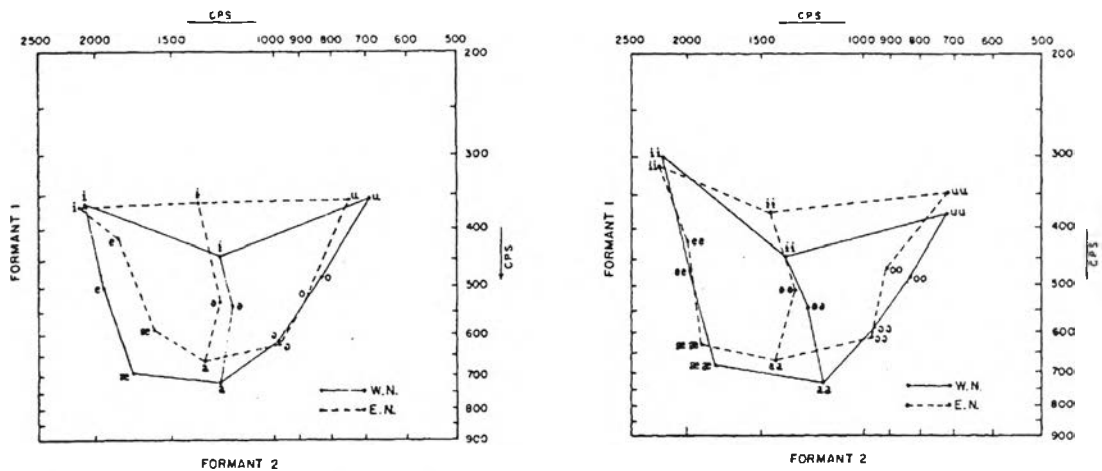 CPS
2500 2000 1500 1000 900 800 700 600 500
200
300
400
500
600
700
800
900
FORMANT 1
CPS
i i
i i
u u
e
e
i
ə ə
o o
æ
æ
ɔ ɔ
a
a
W.N.
E.N.
FORMANT 2
CPS
2500 2000 1500 1000 900 800 700 600 500
200
300
400
500
600
700
800
900
FORMANT 1
CPS
ii
ii
ii
uu
uu
ee
ee
ii
oo
oo
əə
əə
ææ
ææ
ɔɔ
ɔɔ
aa
aa
W.N.
E.N.
FORMANT 2